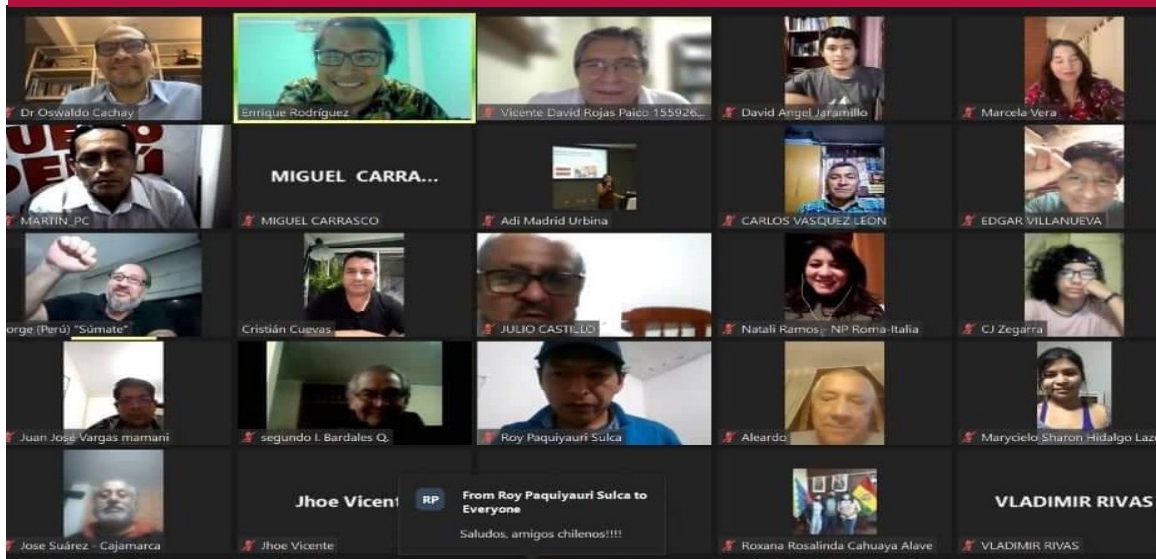 Dr Oswaldo Cachay
Enrique Rodríguez
Vicente David Rojas Paico 155926...
David Angel Jaramillo
Marcela Vera
PERÚ
MARTIN_PC
MIGUEL CARRA...
MIGUEL CARRASCO
Adi Madrid Urbina
CARLOS VASQUEZ LEON
EDGAR VILLANUEVA
orge (Perú) "Súmate"
Cristián Cuevas
JULIO CASTILLO
Natali Ramos - NP Roma-Italia
CJ Zegarra
Juan José Vargas mamani
segundo I. Bardales Q.
Roy Paquiyauri Sulca
Aleardo
Marycielo Sharon Hidalgo Laz
Jose Suárez - Cajamarca
Jhoe Vicent
Jhoe Vicente
RP
From Roy Paquiyauri Sulca to
Everyone
Saludos, amigos chilenos!!!!
Roxana Rosalinda Cahuaya Alave
VLADIMIR RIVAS
VLADIMIR RIVAS